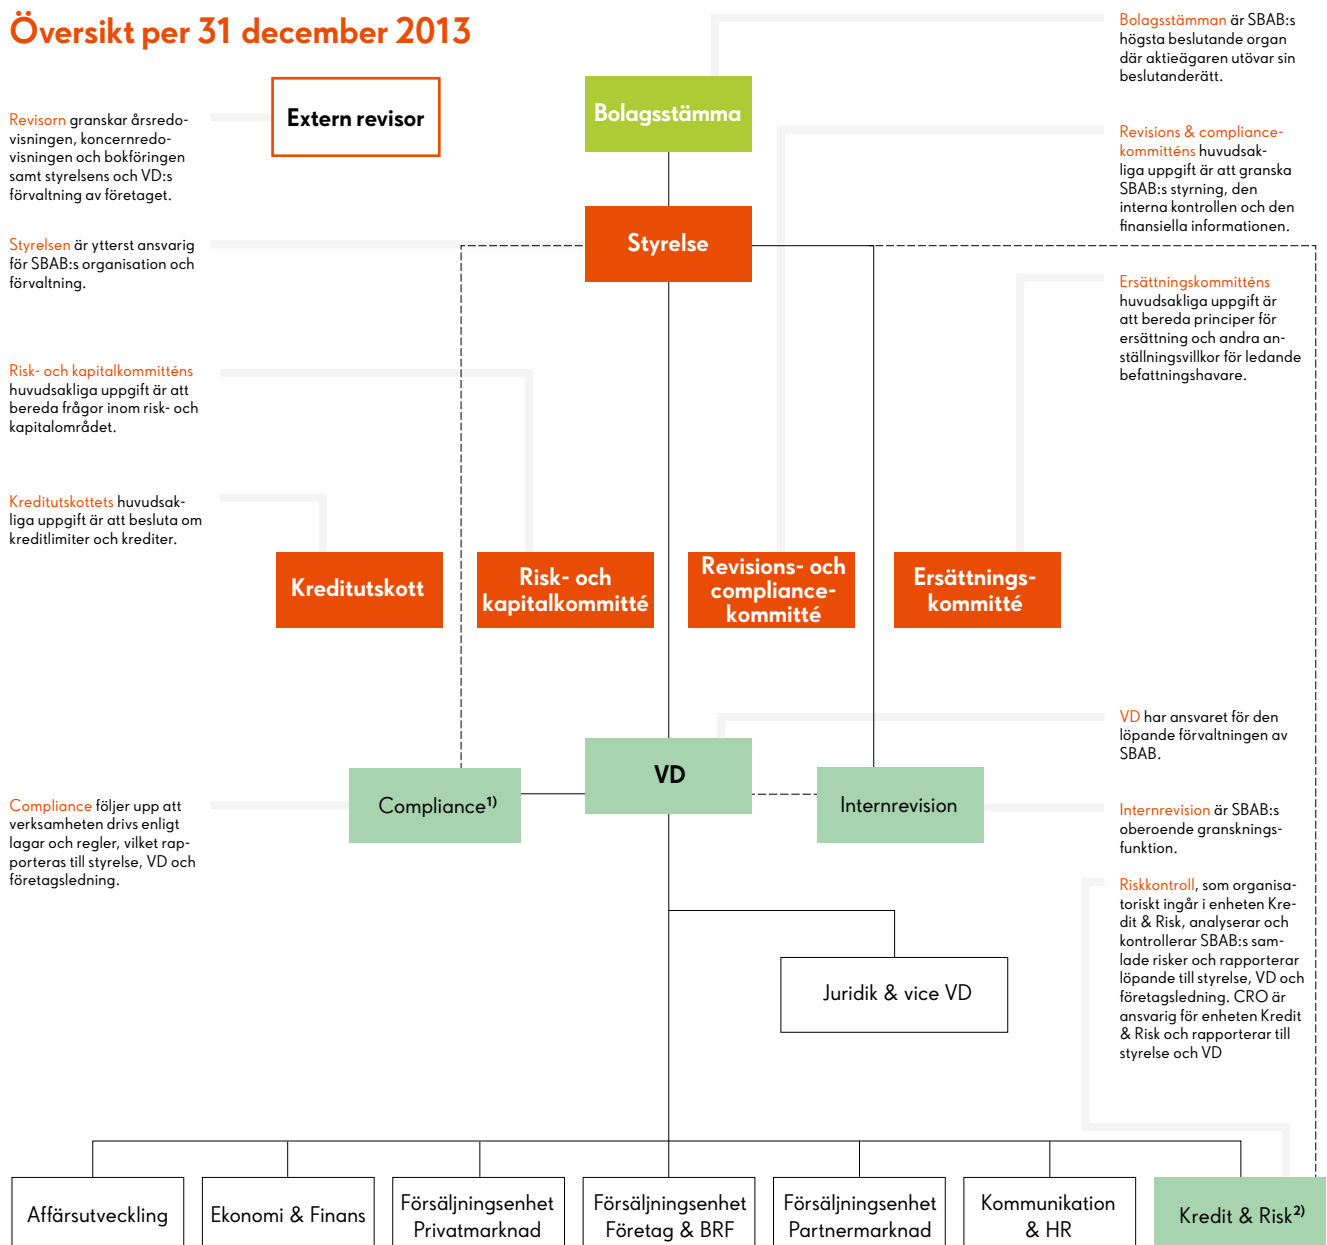 Översikt per 31 december 2013
Bolagsstämman är SBAB:s
högsta beslutande organ
där aktieägaren utövar sin
beslutanderätt.
Extern revisor
Bolagsstämma
Revisorn granskar årsredo-
visningen, koncernredo-
visningen och bokföringen
samt styrelsens och VD:s
förvaltning av företaget.
Revisions & compliance-
kommitténs huvudsak-
liga uppgift är att granska
SBAB:s styrning, den
interna kontrollen och den
finansiella informationen.
Styrelse
Styrelsen är ytterst ansvarig
för SBAB:s organisation och
förvaltning.
Ersättningskommitténs
huvudsakliga uppgift är
att bereda principer för
ersättning och andra an-
ställningsvillkor för ledande
befattningshavare.
Risk- och kapitalkommitténs
huvudsakliga uppgift är att
bereda frågor inom risk- och
kapitalområdet.
Kreditutskottets huvudsak-
liga uppgift är att besluta om
kreditlimiter och krediter.
Kreditutskott
Risk- och
kapitalkommitté
Revisions- och
compliance-
kommitté
Ersättnings-
kommitté
VD har ansvaret för den
löpande förvaltningen av
SBAB.
VD
Compliance1)
Internrevision
Compliance följer upp att
verksamheten drivs enligt
lagar och regler, vilket rap-
porteras till styrelse, VD och
företagsledning.
Internrevision är SBAB:s
oberoende gransknings-
funktion.
Riskkontroll, som organisa-
toriskt ingår i enheten Kre-
dit & Risk, analyserar och
kontrollerar SBAB:s sam-
lade risker och rapporterar
löpande till styrelse, VD och
företagsledning. CRO är
ansvarig för enheten Kredit
& Risk och rapporterar till
styrelse och VD
Juridik & vice VD
Affärsutveckling
Ekonomi & Finans
Försäljningsenhet
Privatmarknad
Försäljningsenhet
Företag & BRF
Försäljningsenhet
Partnermarknad
Kommunikation
& HR
Kredit & Risk2)